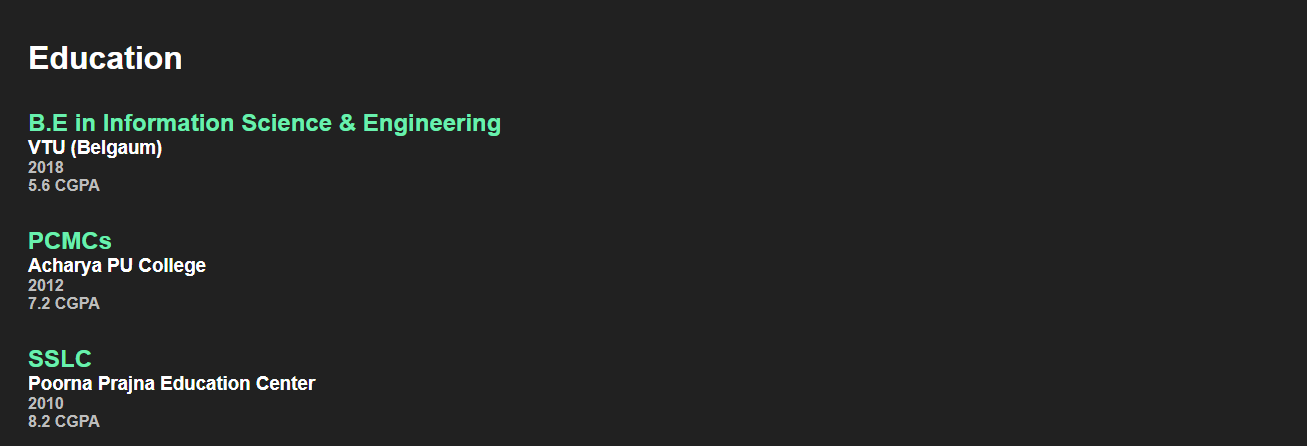 Education
B.E in Information Science & Engineering
VTU (Belgaum)
2018
5.6 CGPA
PCMCs
Acharya PU College
2012
7.2 CGPA
SSLC
Poorna Prajna Education Center
2010
8.2 CGPA